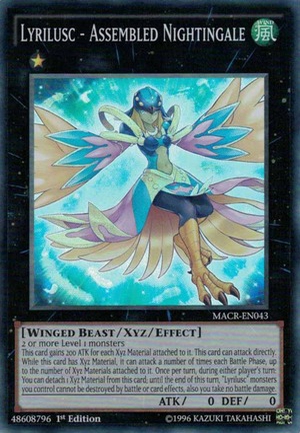 LYRILUSC - ASSEMBLED NIGHTINGALE
WIND
風
MACR-EN043
[WINGED BEAST/XYZ/EFFECT]
2 or more Level 1 monsters
This card gains 200 ATK for each Xyz Material attached to it. This card can attack directly.
While this card has Xyz Material, it can attack a number of times each Battle Phase, up
to the number of Xyz Materials attached to it. Once per turn, during either player's turn:
You can detach 1 Xyz Material from this card; until the end of this turn, "Lyrilusc" monsters
you control cannot be destroyed by battle or card effects, also you take no battle damage.
ATK/ 0 DEF/ 0
48608796 1st Edition ©1996 KAZUKI TAKAHASHI